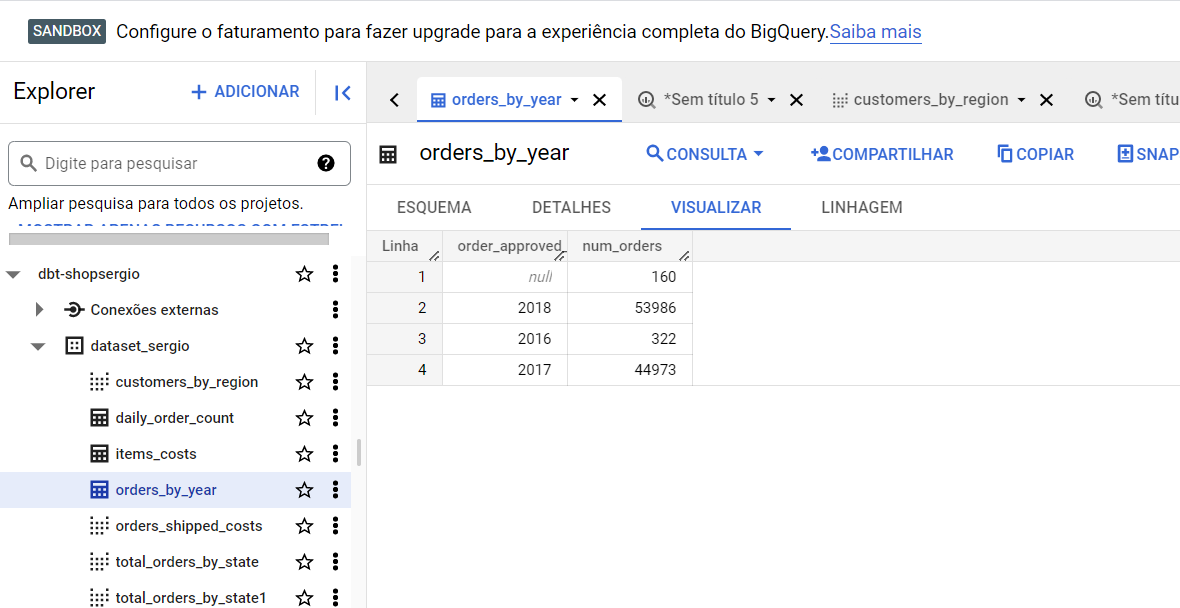 SANDBOX Configure o faturamento para fazer upgrade para a experiência completa do BigQuery. Saiba mais
Explorer
ADICIONAR
Digite para pesquisar
Ampliar pesquisa para todos os projetos.
dbt-shopsergio
Conexões externas
dataset_sergio
customers_by_region
daily_order_count
items_costs
orders_by_year
orders_shipped_costs
total_orders_by_state
total_orders_by_state1
orders_by_year *Sem título 5 customers_by_region *Sem títu
orders_by_year CONSULTA COMPARTILHAR COPIAR SNAP
ESQUEMA DETALHES VISUALIZAR LINHAGEM
Linha order_approved_ num_orders
1 null 160
2 2018 53986
3 2016 322
4 2017 44973